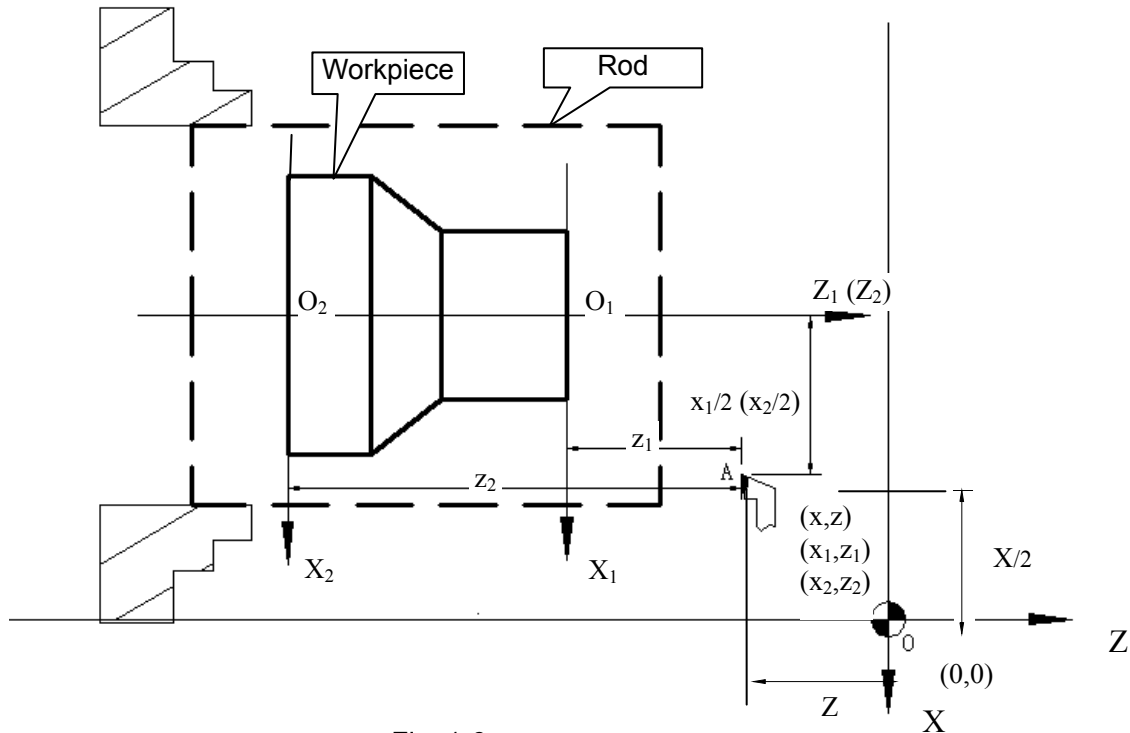 Workpiece
Rod
Z₁ (Z₂)
O₂
O₁
x₁/2 (x₂/2)
z₁
z₂
A
(x,z)
(x₁,z₁)
(x₂,z₂)
X/2
X₂
X₁
O
Z
(0,0)
Z
X